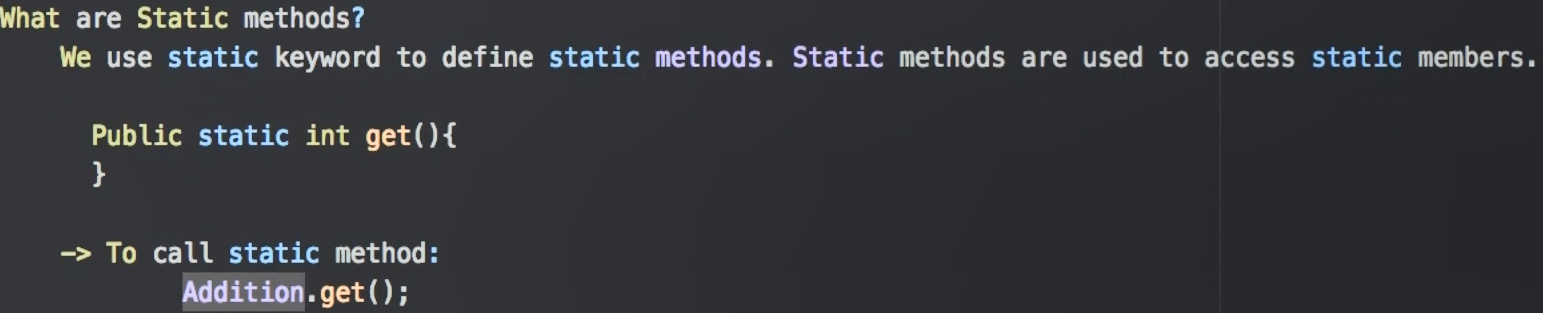 What are Static methods?
We use static keyword to define static methods. Static methods are used to access static members.
Public static int get(){
}
-> To call static method:
Addition.get();